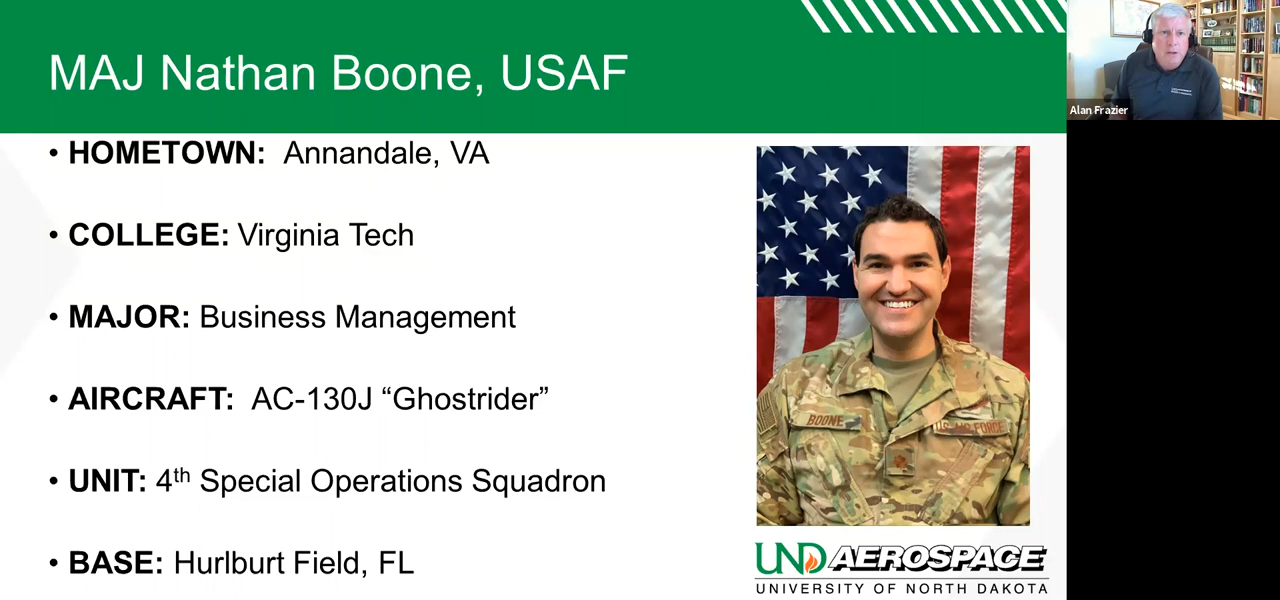 MAJ Nathan Boone, USAF
Alan Frazier
• HOMETOWN: Annandale, VA
• COLLEGE: Virginia Tech
• MAJOR: Business Management
• AIRCRAFT: AC-130J “Ghostrider”
• UNIT: 4th Special Operations Squadron
• BASE: Hurlburt Field, FL
BOONE
U.S. AIR FORCE
UND AEROSPACE
UNIVERSITY OF NORTH DAKOTA